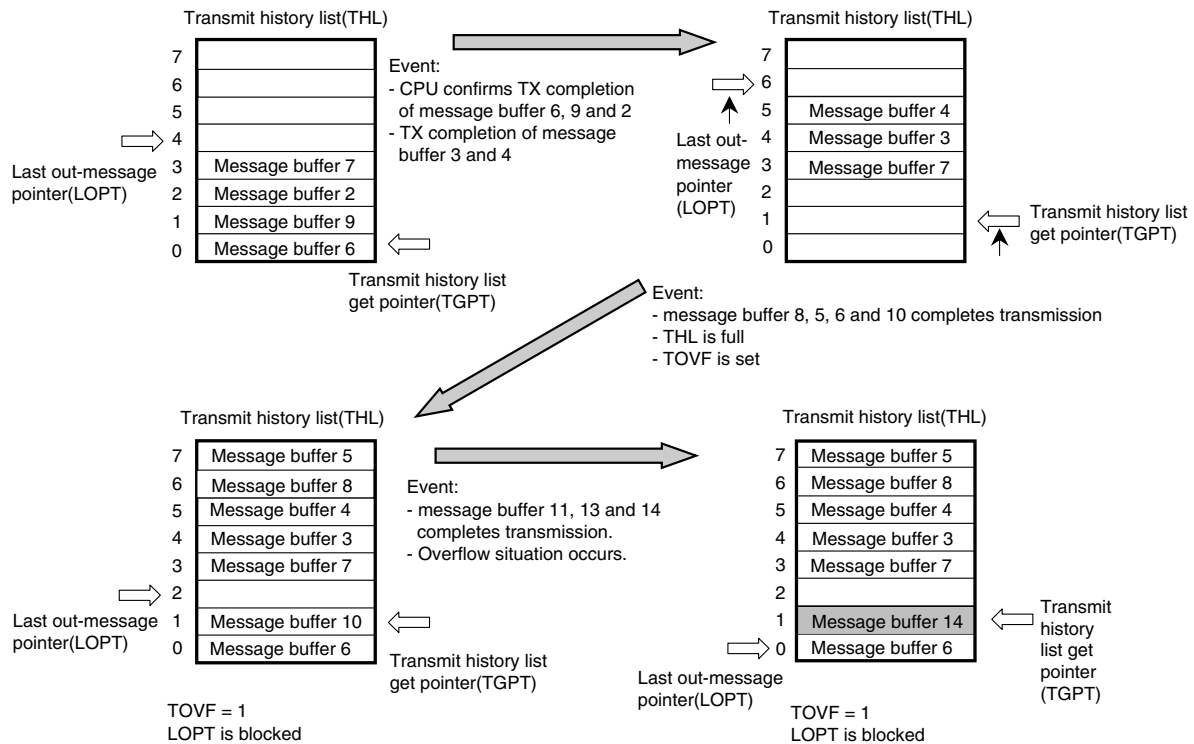 Transmit history list(THL)
7
6
5
4
3 Message buffer 7
2 Message buffer 2
1 Message buffer 9
0 Message buffer 6
Last out-message
pointer(LOPT)
Transmit history list
get pointer(TGPT)
Event:
- CPU confirms TX completion
of message buffer 6, 9 and 2
- TX completion of message
buffer 3 and 4
Transmit history list(THL)
7
6
5 Message buffer 4
4 Message buffer 3
3 Message buffer 7
2
1
0
Last out-
message
pointer
(LOPT)
Transmit history list
get pointer(TGPT)
Event:
- message buffer 8, 5, 6 and 10 completes transmission
- THL is full
- TOVF is set
Transmit history list(THL)
7 Message buffer 5
6 Message buffer 8
5 Message buffer 4
4 Message buffer 3
3 Message buffer 7
2
1 Message buffer 10
0 Message buffer 6
Last out-message
pointer(LOPT)
Transmit history list
get pointer(TGPT)
TOVF = 1
LOPT is blocked
Event:
- message buffer 11, 13 and 14
completes transmission.
- Overflow situation occurs.
Transmit history list(THL)
7 Message buffer 5
6 Message buffer 8
5 Message buffer 4
4 Message buffer 3
3 Message buffer 7
2
1 Message buffer 14
0 Message buffer 6
Last out-message
pointer(LOPT)
Transmit
history
list get
pointer
(TGPT)
TOVF = 1
LOPT is blocked